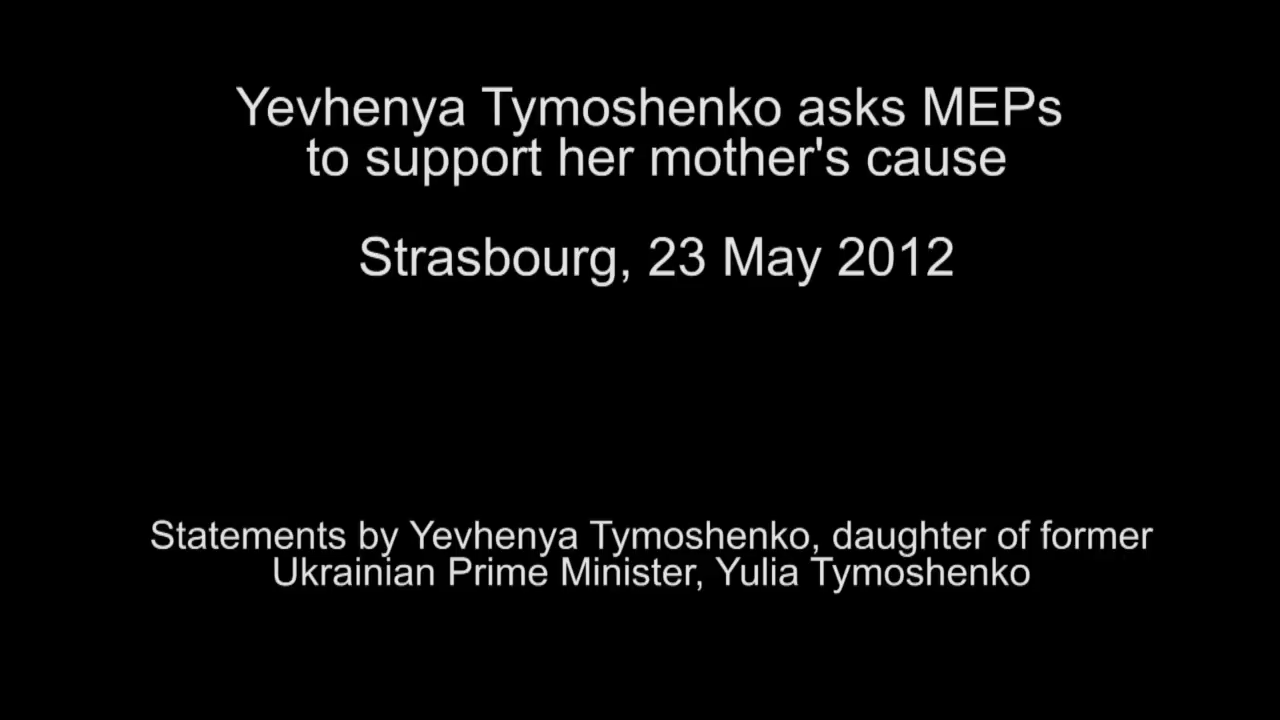 Yevhenya Tymoshenko asks MEPs
to support her mother's cause
Strasbourg, 23 May 2012
Statements by Yevhenya Tymoshenko, daughter of former
Ukrainian Prime Minister, Yulia Tymoshenko